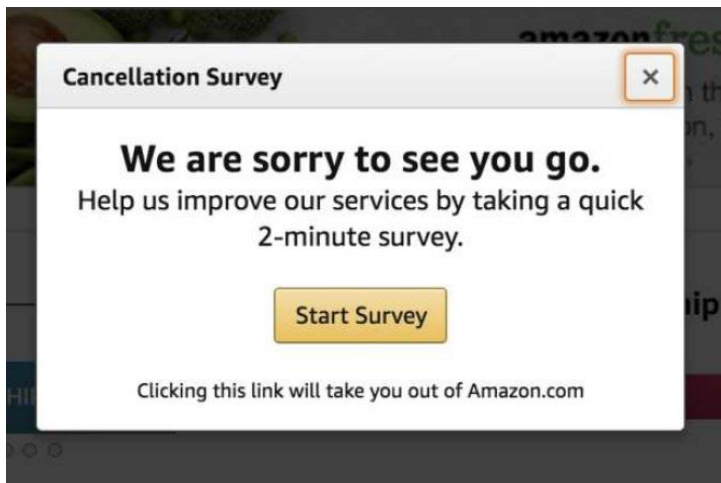 amazonfres
Cancellation Survey
We are sorry to see you go.
Help us improve our services by taking a quick
2-minute survey.
Start Survey
Clicking this link will take you out of Amazon.com